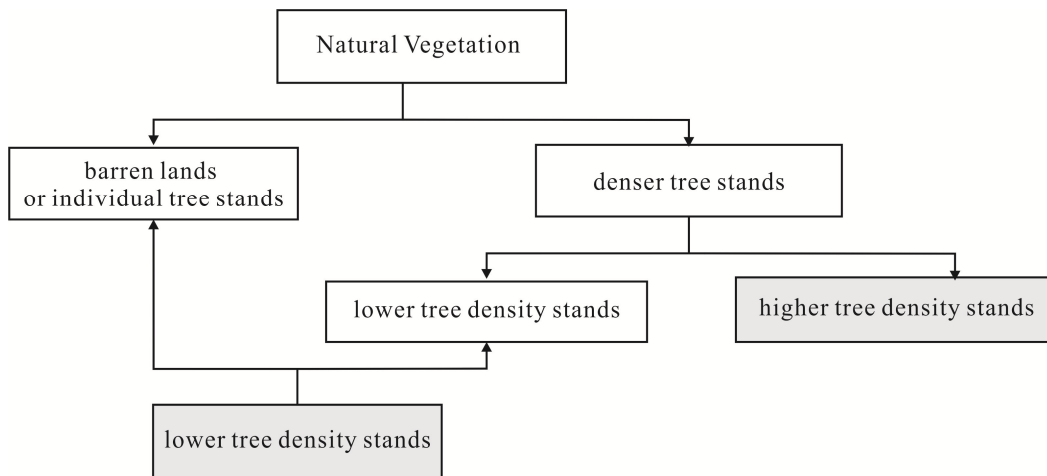 Natural Vegetation
barren lands
or individual tree stands
denser tree stands
lower tree density stands
higher tree density stands
lower tree density stands